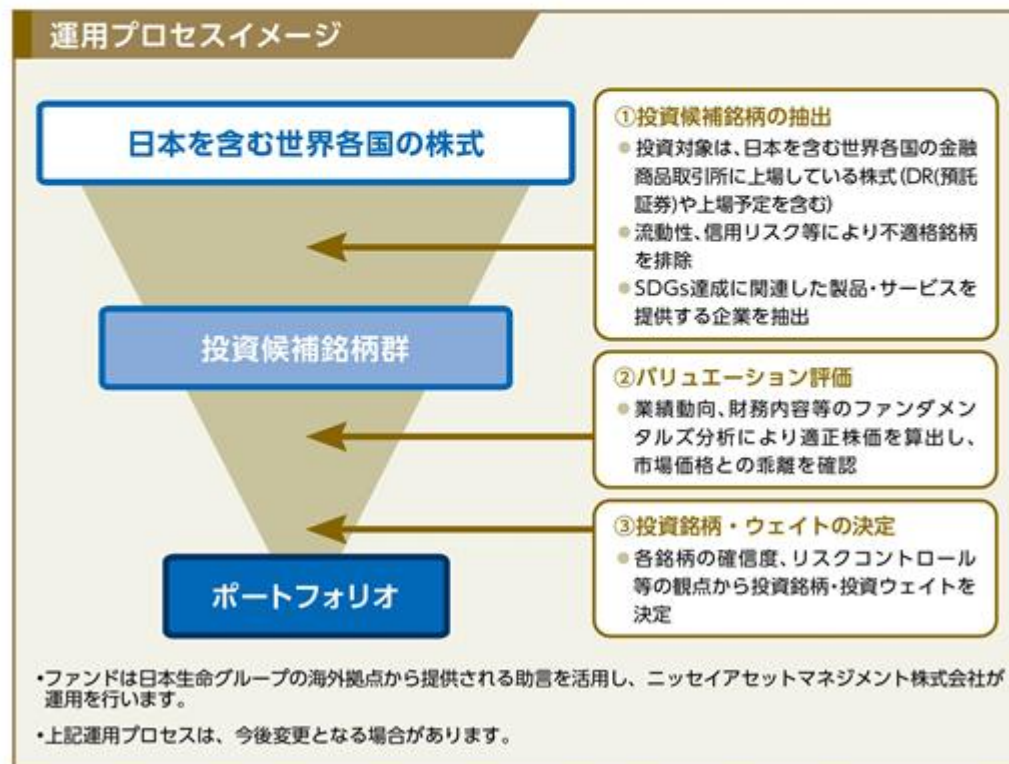 運用プロセスイメージ
日本を含む世界各国の株式
投資候補銘柄群
ポートフォリオ
①投資候補銘柄の抽出
●投資対象は、日本を含む世界各国の金融
商品取引所に上場している株式(DR(預託
証券)や上場予定を含む)
●流動性、信用リスク等により不適格銘柄
を排除
●SDGs達成に関連した製品・サービスを
提供する企業を抽出
②バリュエーション評価
●業績動向、財務内容等のファンダメン
タルズ分析により適正株価を算出し、
市場価格との乖離を確認
③投資銘柄・ウェイトの決定
●各銘柄の確信度、リスクコントロール
等の観点から投資銘柄・投資ウェイトを
決定
•ファンドは日本生命グループの海外拠点から提供される助言を活用し、ニッセイアセットマネジメント株式会社が
運用を行います。
•上記運用プロセスは、今後変更となる場合があります。